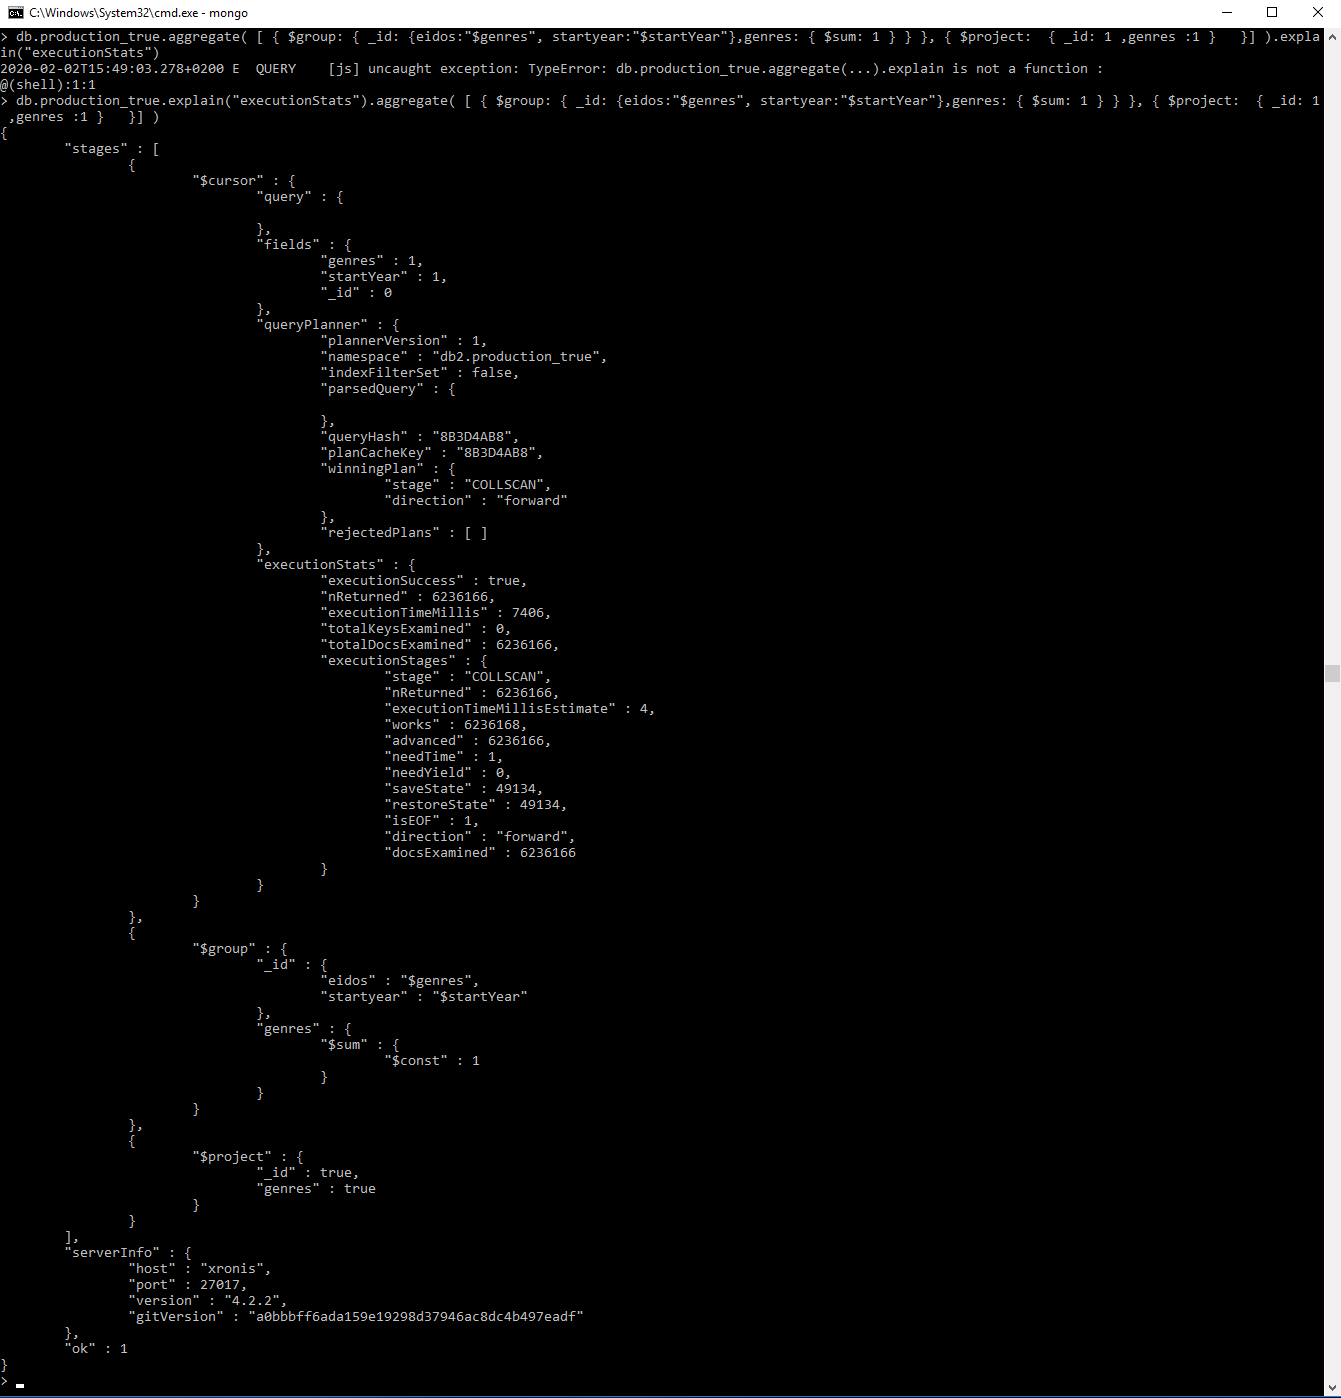 C:\Windows\System32\cmd.exe - mongo
> db.production_true.aggregate( [ { $group: { _id: {eidos:"$genres", startyear:"$startYear"},genres: { $sum: 1 } } }, { $project:  { _id: 1 ,genres :1 }   }] ).expla
in("executionStats")
2020-02-02T15:49:03.278+0200 E  QUERY    [js] uncaught exception: TypeError: db.production_true.aggregate(...).explain is not a function :
@(shell):1:1
> db.production_true.explain("executionStats").aggregate( [ { $group: { _id: {eidos:"$genres", startyear:"$startYear"},genres: { $sum: 1 } } }, { $project:  { _id: 1
 ,genres :1 }   }] )
{
        "stages" : [
                {
                        "$cursor" : {
                                "query" : {

                                },
                                "fields" : {
                                        "genres" : 1,
                                        "startYear" : 1,
                                        "_id" : 0
                                },
                                "queryPlanner" : {
                                        "plannerVersion" : 1,
                                        "namespace" : "db2.production_true",
                                        "indexFilterSet" : false,
                                        "parsedQuery" : {

                                        },
                                        "queryHash" : "8B3D4AB8",
                                        "planCacheKey" : "8B3D4AB8",
                                        "winningPlan" : {
                                                "stage" : "COLLSCAN",
                                                "direction" : "forward"
                                        },
                                        "rejectedPlans" : [ ]
                                },
                                "executionStats" : {
                                        "executionSuccess" : true,
                                        "nReturned" : 6236166,
                                        "executionTimeMillis" : 7406,
                                        "totalKeysExamined" : 0,
                                        "totalDocsExamined" : 6236166,
                                        "executionStages" : {
                                                "stage" : "COLLSCAN",
                                                "nReturned" : 6236166,
                                                "executionTimeMillisEstimate" : 4,
                                                "works" : 6236168,
                                                "advanced" : 6236166,
                                                "needTime" : 1,
                                                "needYield" : 0,
                                                "saveState" : 49134,
                                                "restoreState" : 49134,
                                                "isEOF" : 1,
                                                "direction" : "forward",
                                                "docsExamined" : 6236166
                                        }
                                }
                        }
                },
                {
                        "$group" : {
                                "_id" : {
                                        "eidos" : "$genres",
                                        "startyear" : "$startYear"
                                },
                                "genres" : {
                                        "$sum" : {
                                                "$const" : 1
                                        }
                                }
                        }
                },
                {
                        "$project" : {
                                "_id" : true,
                                "genres" : true
                        }
                }
        ],
        "serverInfo" : {
                "host" : "xronis",
                "port" : 27017,
                "version" : "4.2.2",
                "gitVersion" : "a0bbbff6ada159e19298d37946ac8dc4b497eadf"
        },
        "ok" : 1
}
>